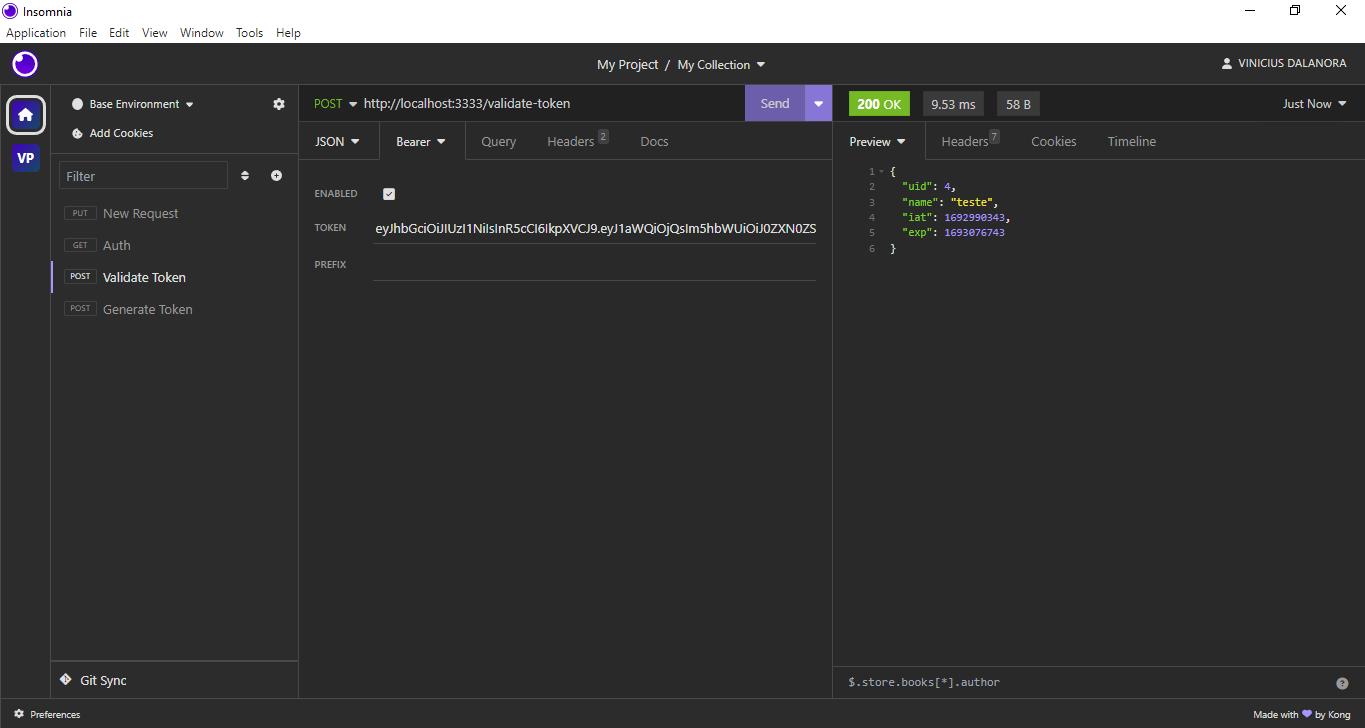 Insomnia
Application File Edit View Window Tools Help
My Project / My Collection
VINICIUS DALANORA
VP
Base Environment
Add Cookies
Filter
PUT New Request
GET Auth
POST Validate Token
POST Generate Token
Git Sync
POST http://localhost:3333/validate-token Send
JSON Bearer Query Headers 2 Docs
ENABLED
TOKEN eyJhbGciOiJIUzI1NiIsInR5cCI6IkpXVCJ9.eyJ1aWQiOjQsIm5hbWUiOiJ0ZXN0ZS
PREFIX
200 OK 9.53 ms 58 B Just Now
Preview Headers 7 Cookies Timeline
1 {
2 "uid": 4,
3 "name": "teste",
4 "iat": 1692990343,
5 "exp": 1693076743
6 }
$.store.books[*].author ?
Preferences
Made with 💜 by Kong